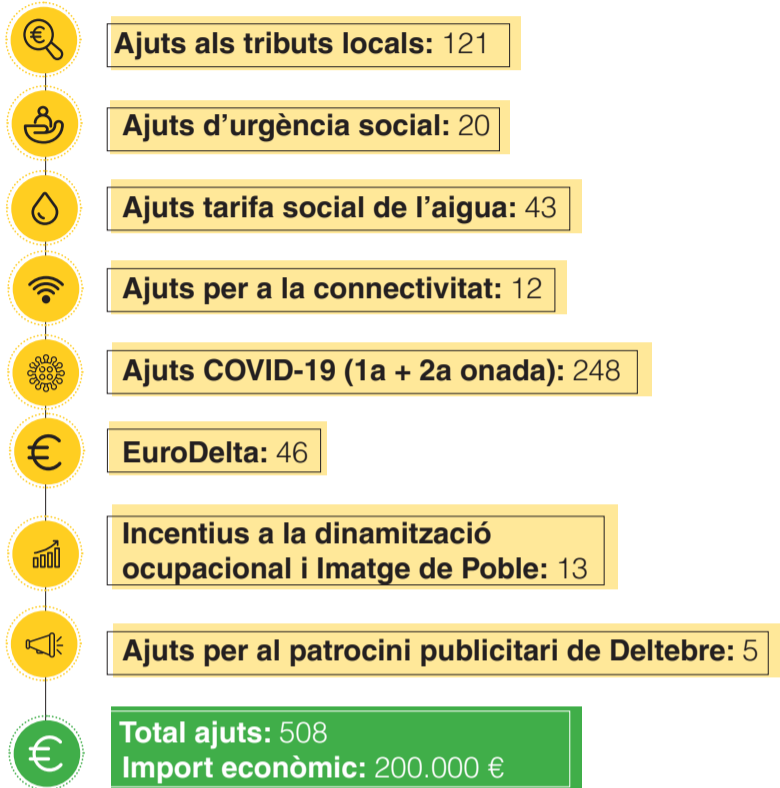 Ajuts als tributs locals: 121
Ajuts d’urgència social: 20
Ajuts tarifa social de l’aigua: 43
Ajuts per a la connectivitat: 12
Ajuts COVID-19 (1a + 2a onada): 248
EuroDelta: 46
Incentius a la dinamització
ocupacional i Imatge de Poble: 13
Ajuts per al patrocini publicitari de Deltebre: 5
Total ajuts: 508
Import econòmic: 200.000 €